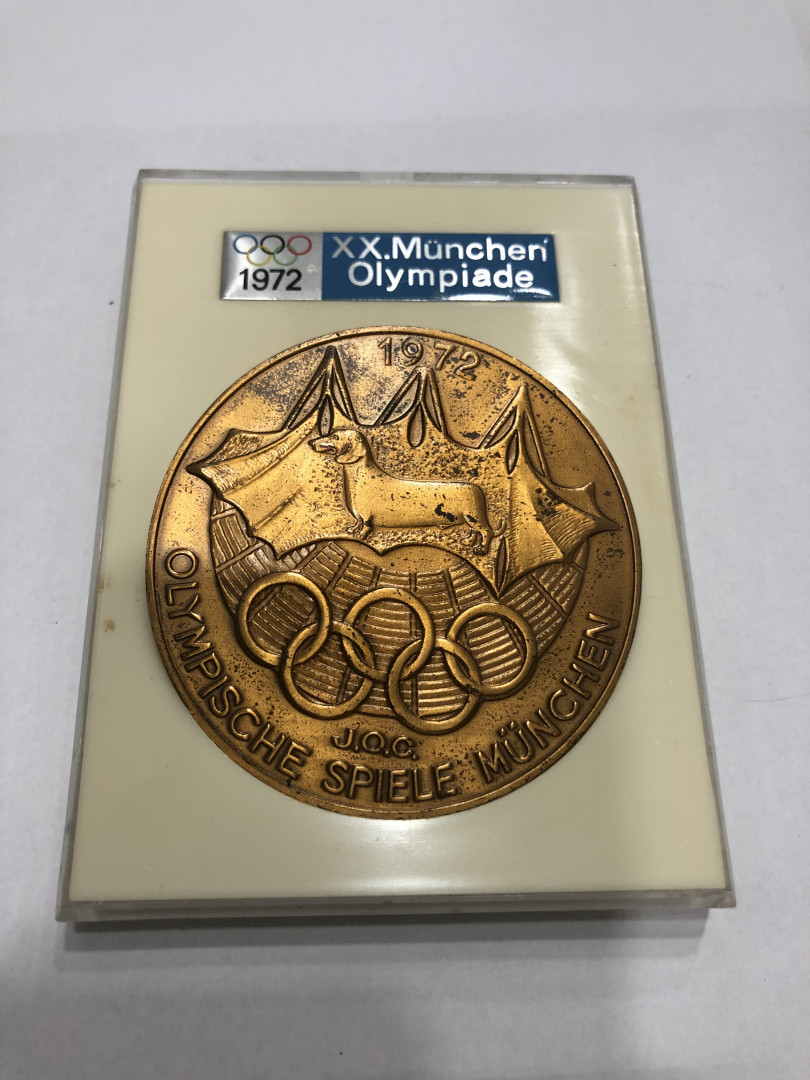 XX.München
1972 Olympiade
1972
J.O.C.
OLYMPISCHE SPIELE MÜNCHEN